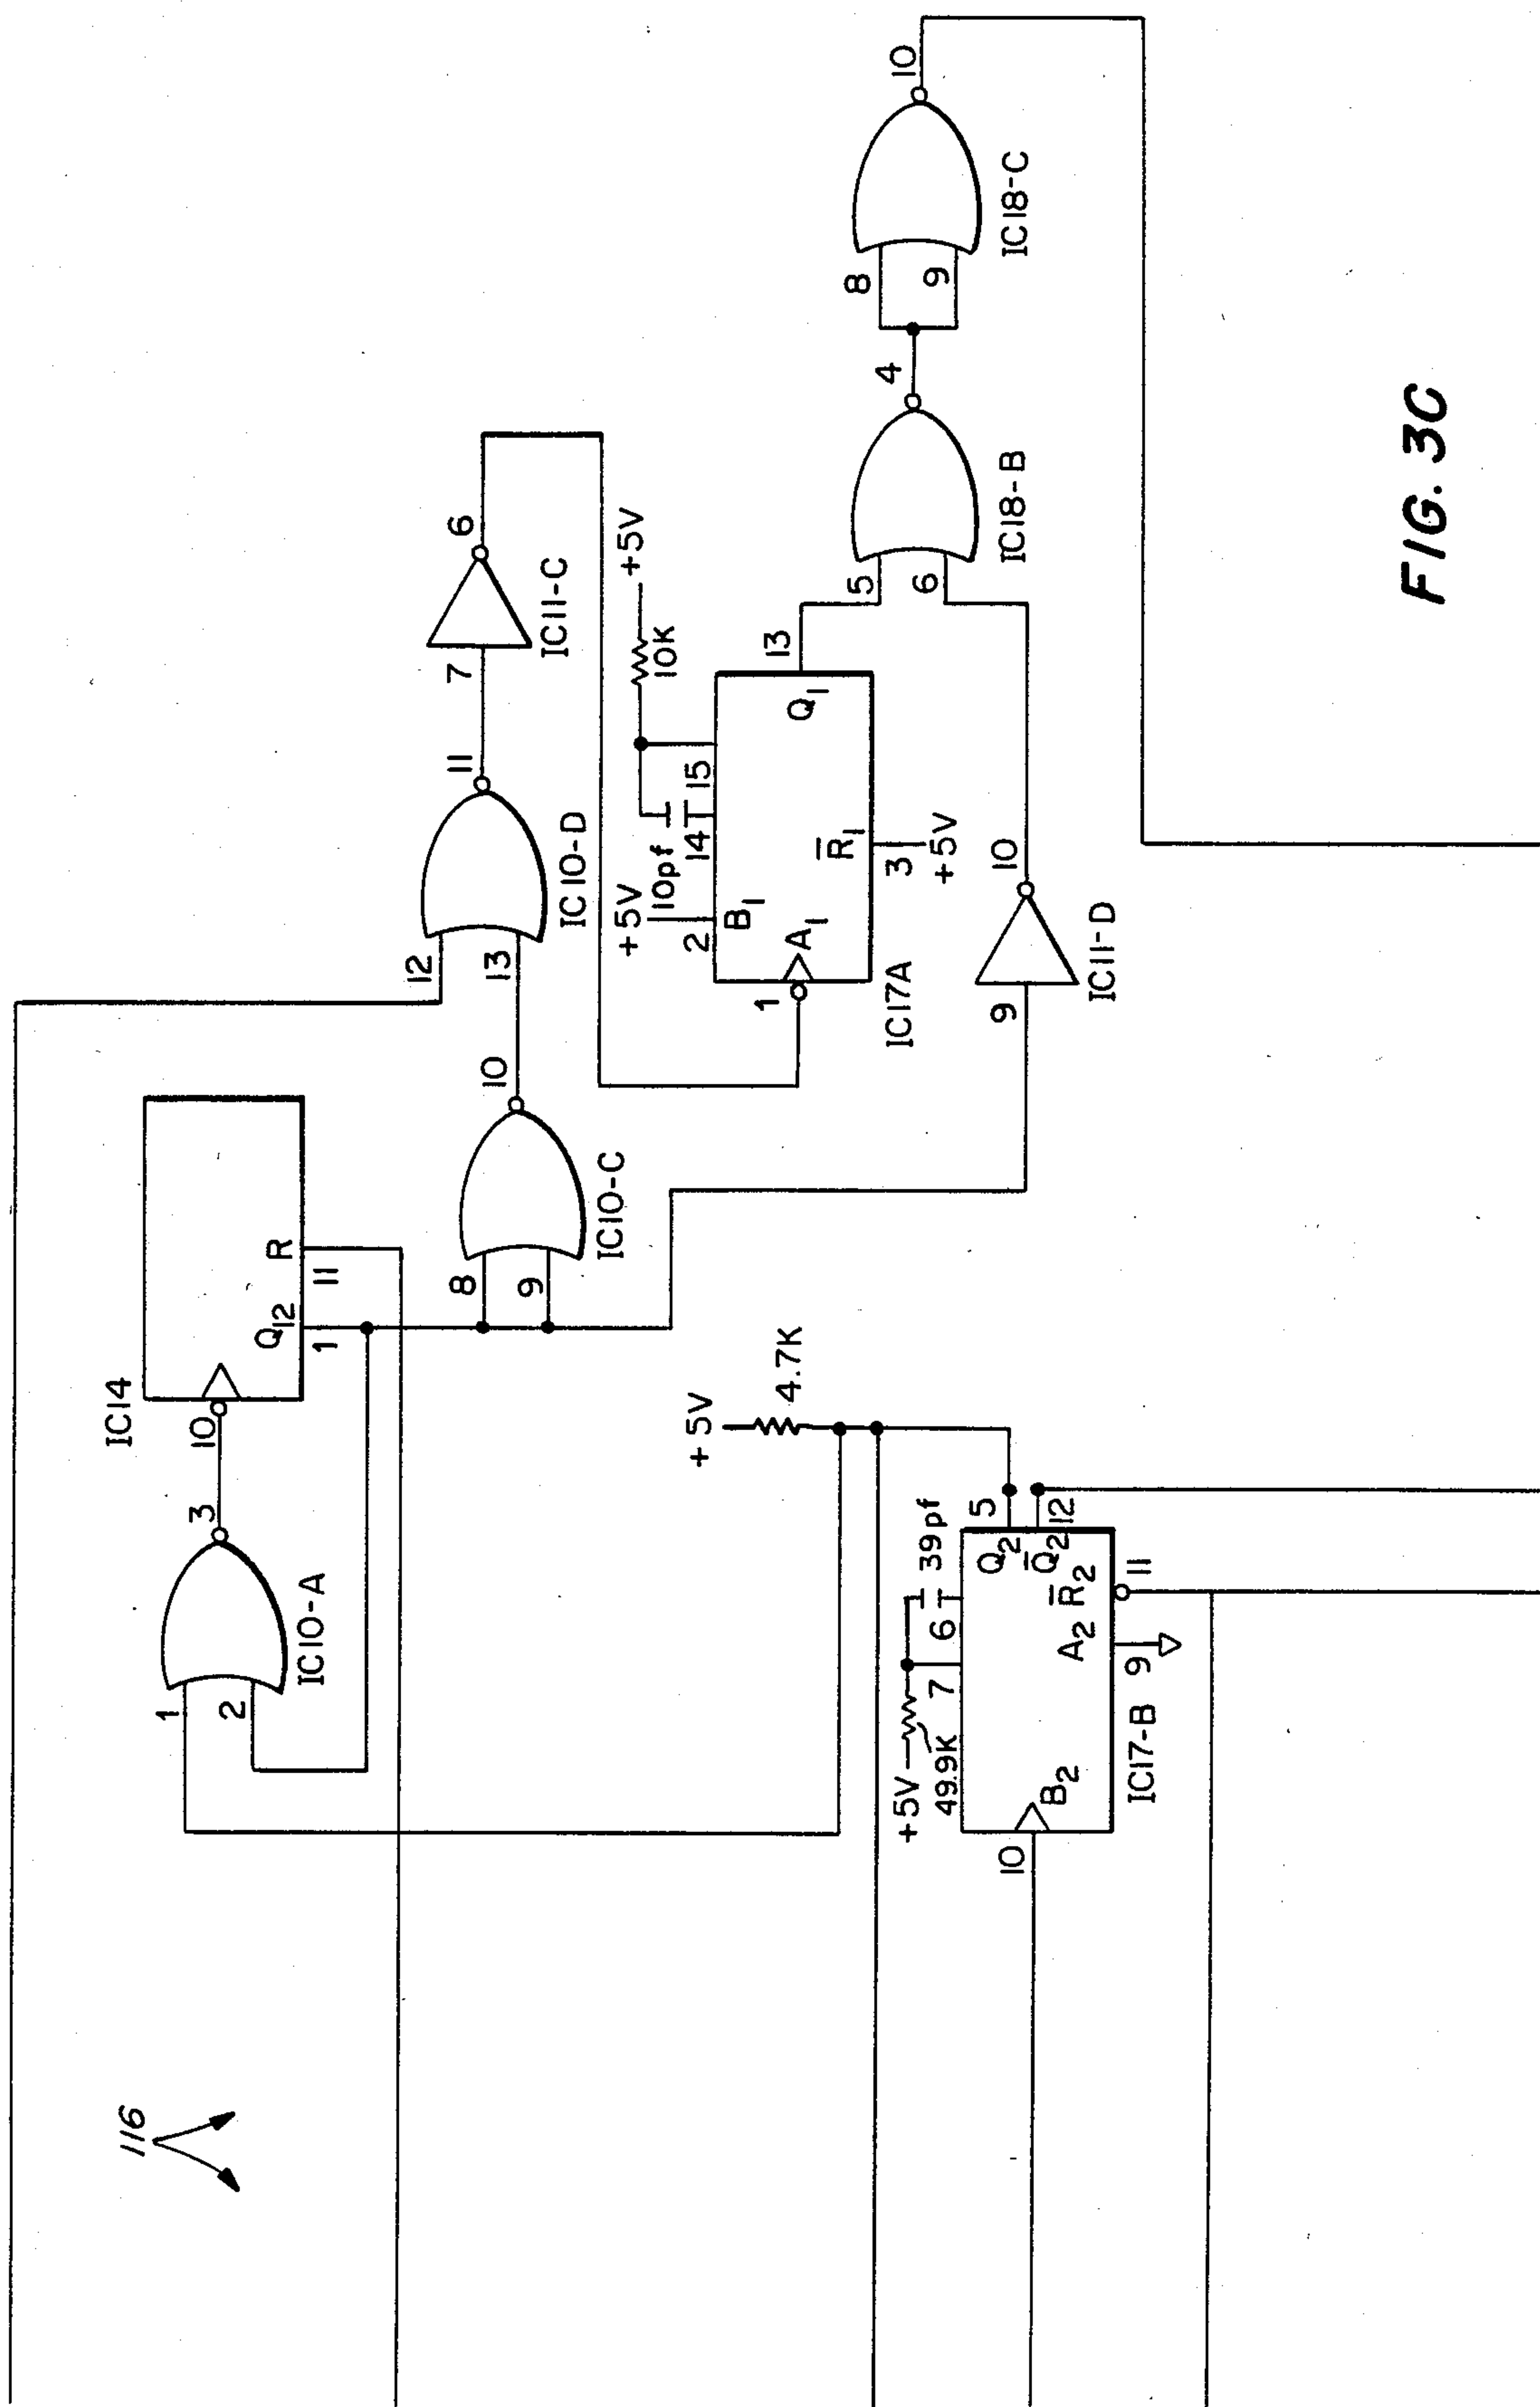 116
IC10-A
1
2
3
IC14
10
Q12
1
R
11
8
9
IC10-C
10
12
13
IC10-D
11
7
IC11-C
6
+5V
4.7K
+5V
2
B1
10pf
14
15
10K
+5V
1
A1
R̅1
3
+5V
Q1
13
IC17A
9
IC11-D
10
5
6
IC18-B
4
8
9
IC18-C
10
+5V
49.9K
7
6
39pf
10
B2
A2
9
R̅2
11
Q2
5
Q̅2
12
IC17-B
FIG. 3C